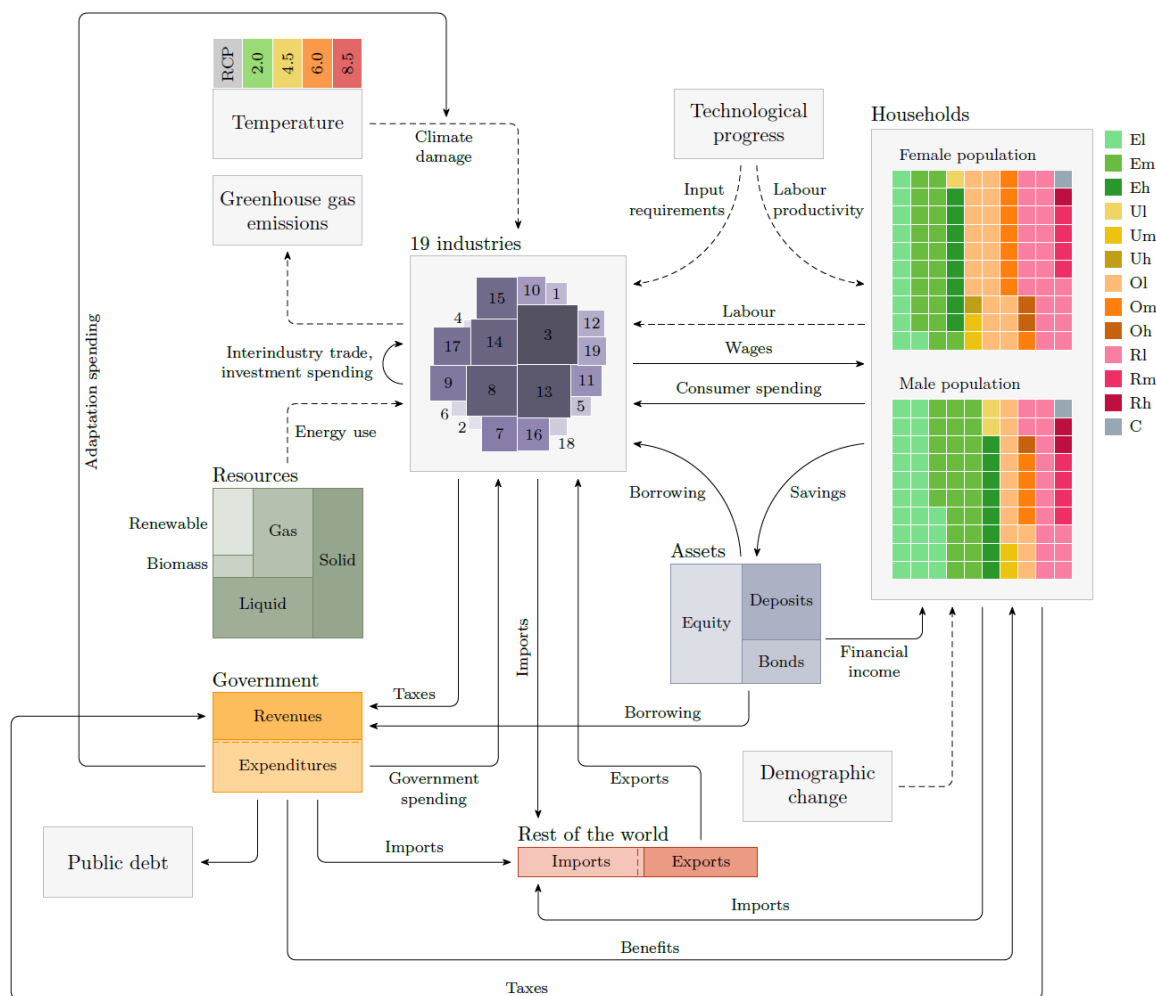 RCP
2.0
4.5
6.0
8.5
Temperature
Climate
damage
Technological
progress
Households
Female population
El
Em
Eh
Ul
Um
Uh
Ol
Om
Oh
Rl
Rm
Rh
C
Greenhouse gas
emissions
Input
requirements
Labour
productivity
19 industries
15
10
1
4
3
12
17
14
19
9
8
13
11
6
5
2
7
16
18
Labour
Wages
Consumer spending
Male population
Interindustry trade,
investment spending
Adaptation spending
Energy use
Resources
Renewable
Gas
Solid
Biomass
Liquid
Borrowing
Savings
Assets
Equity
Deposits
Bonds
Financial
income
Imports
Government
Revenues
Expenditures
Taxes
Borrowing
Government
spending
Exports
Demographic
change
Public debt
Imports
Rest of the world
Imports
Exports
Imports
Benefits
Taxes